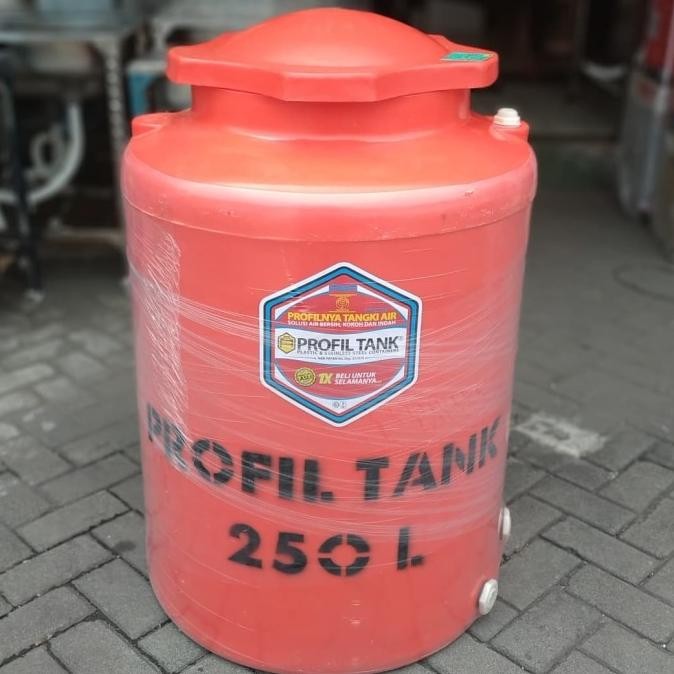 PROFILNYA TANGKI AIR
SOLUSI AIR BERSIH, KOKOH DAN INDAH
PROFIL TANK®
PLASTIC & STAINLESS STEEL CONTAINERS
1X BELI UNTUK
SELAMANYA...
PROFIL TANK
250 L